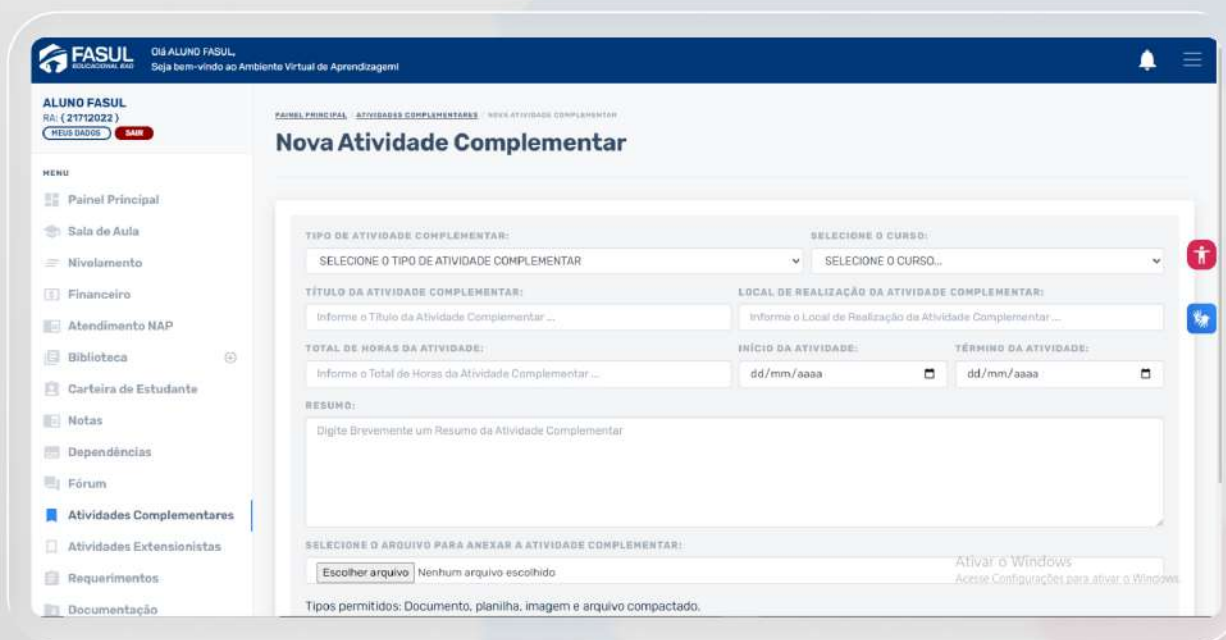 FASUL
EDUCACIONAL EAD
Olá ALUNO FASUL,
Seja bem-vindo ao Ambiente Virtual de Aprendizagem!
ALUNO FASUL
RA: ( 21712022 )
MEUS DADOS SAIR
MENU
Painel Principal
Sala de Aula
Nivelamento
Financeiro
Atendimento NAP
Biblioteca
Carteira de Estudante
Notas
Dependências
Fórum
Atividades Complementares
Atividades Extensionistas
Requerimentos
Documentação
PAINEL PRINCIPAL / ATIVIDADES COMPLEMENTARES / NOVA ATIVIDADE COMPLEMENTAR
Nova Atividade Complementar
TIPO DE ATIVIDADE COMPLEMENTAR: SELECIONE O CURSO:
SELECIONE O TIPO DE ATIVIDADE COMPLEMENTAR SELECIONE O CURSO...
TÍTULO DA ATIVIDADE COMPLEMENTAR: LOCAL DE REALIZAÇÃO DA ATIVIDADE COMPLEMENTAR:
Informe o Título da Atividade Complementar ... Informe o Local de Realização da Atividade Complementar ...
TOTAL DE HORAS DA ATIVIDADE: INÍCIO DA ATIVIDADE: TÉRMINO DA ATIVIDADE:
Informe o Total de Horas da Atividade Complementar ... dd/mm/aaaa dd/mm/aaaa
RESUMO:
Digite Brevemente um Resumo da Atividade Complementar
SELECIONE O ARQUIVO PARA ANEXAR A ATIVIDADE COMPLEMENTAR:
Escolher arquivo Nenhum arquivo escolhido
Tipos permitidos: Documento, planilha, imagem e arquivo compactado.
Ativar o Windows
Acesse Configurações para ativar o Windows.